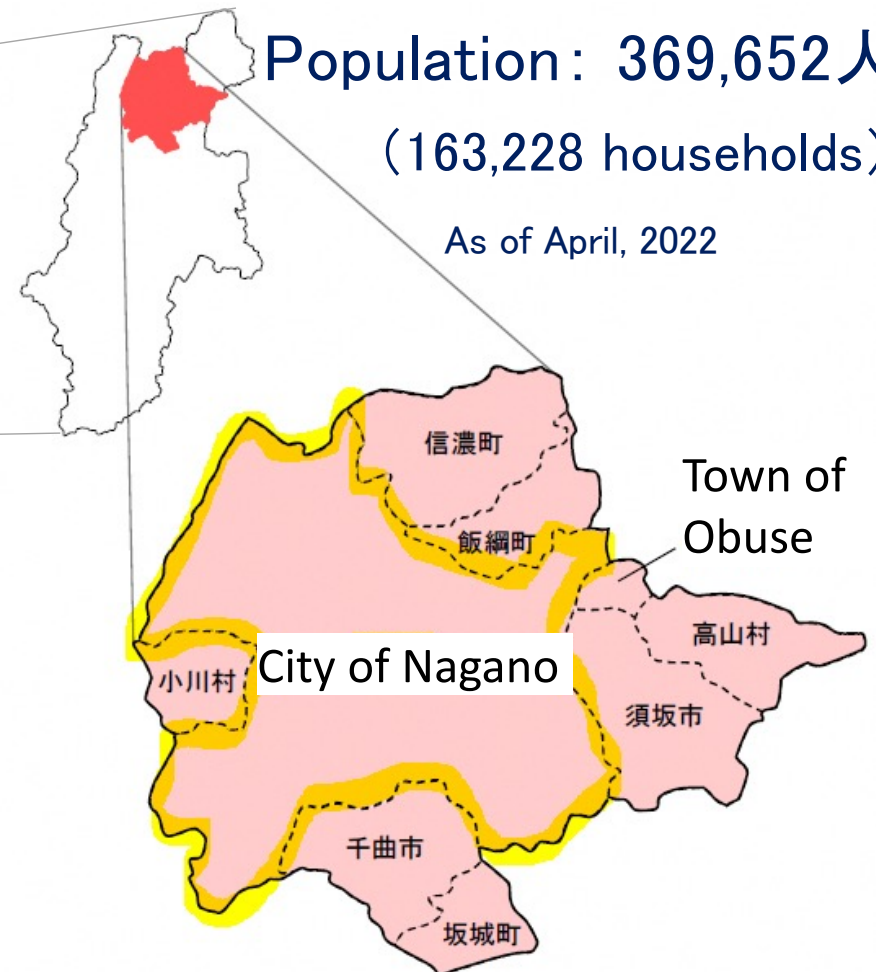 Population: 369,652人
(163,228 households)
As of April, 2022
信濃町
Town of
Obuse
飯綱町
高山村
City of Nagano
小川村
須坂市
千曲市
坂城町